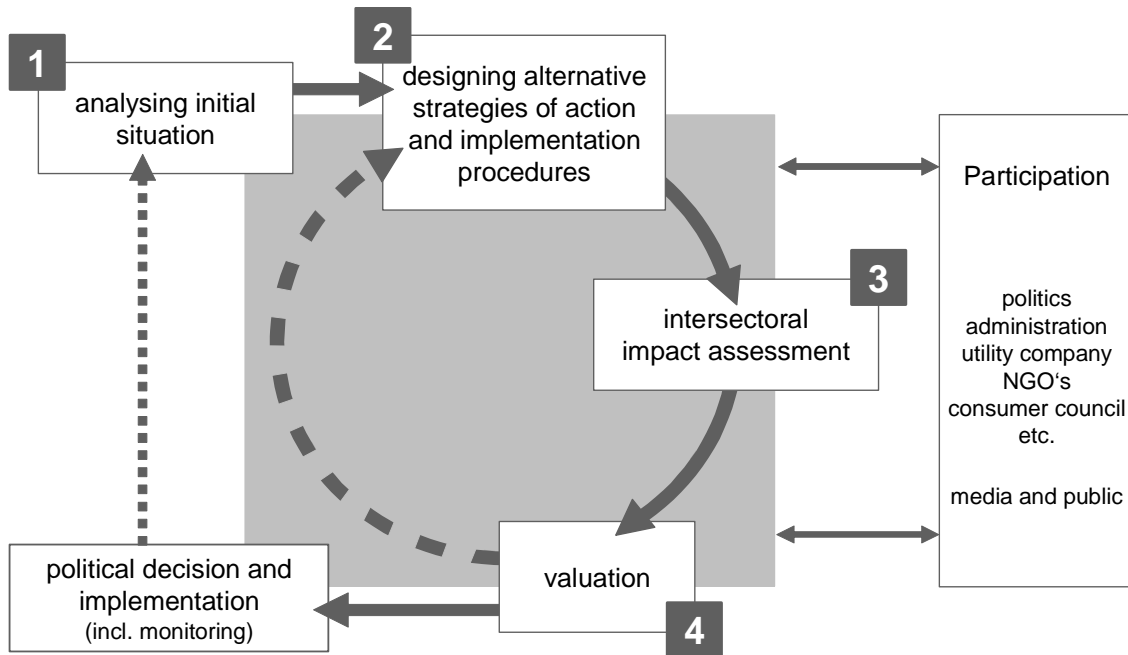 1
analysing initial
situation
2
designing alternative
strategies of action
and implementation
procedures
3
intersectoral
impact assessment
valuation
4
political decision and
implementation
(incl. monitoring)
Participation
politics
administration
utility company
NGO‘s
consumer council
etc.
media and public